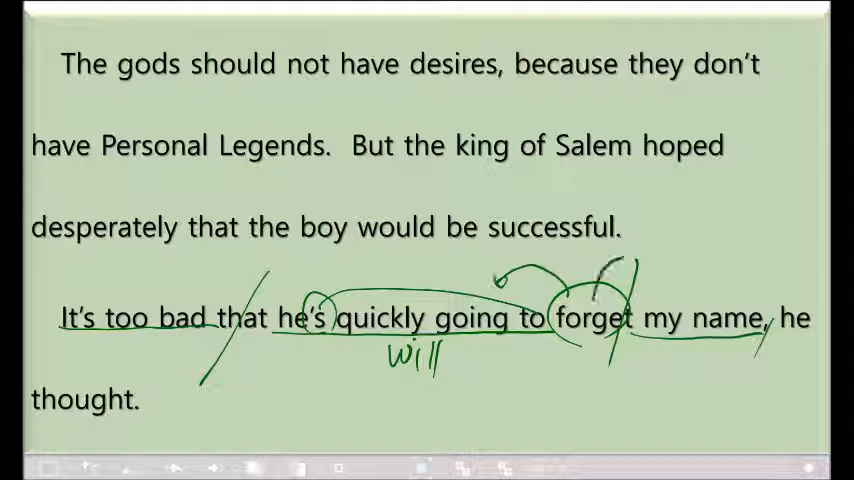 The gods should not have desires, because they don't
have Personal Legends. But the king of Salem hoped
desperately that the boy would be successful.
It's too bad that he's quickly going to forget my name, he
will
thought.